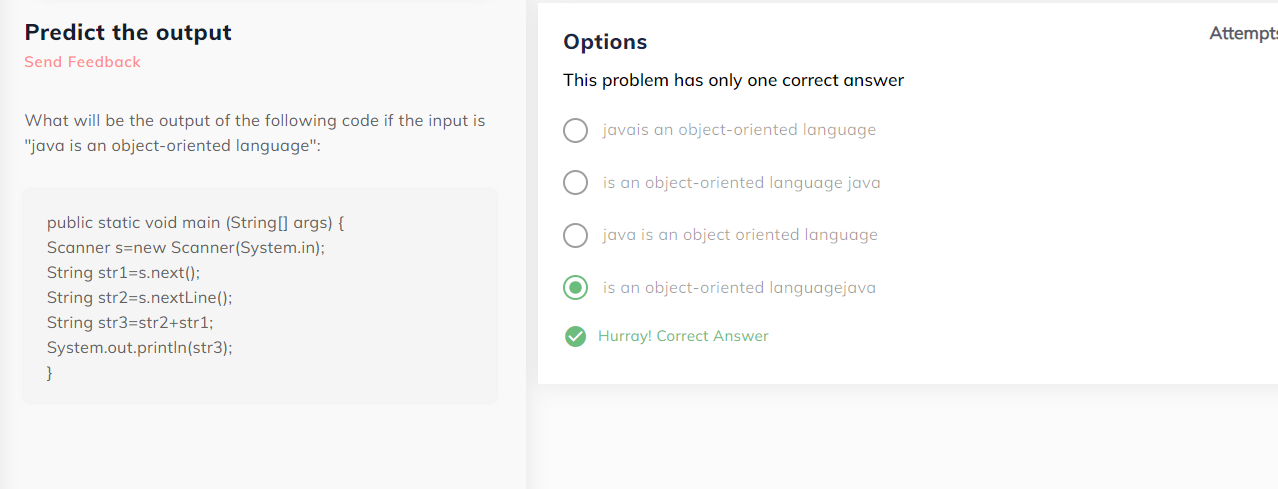 Predict the output
Send Feedback
What will be the output of the following code if the input is
"java is an object-oriented language":
public static void main (String[] args) {
Scanner s=new Scanner(System.in);
String str1=s.next();
String str2=s.nextLine();
String str3=str2+str1;
System.out.println(str3);
}
Options
Attempts
This problem has only one correct answer
javais an object-oriented language
is an object-oriented language java
java is an object oriented language
is an object-oriented languagejava
Hurray! Correct Answer